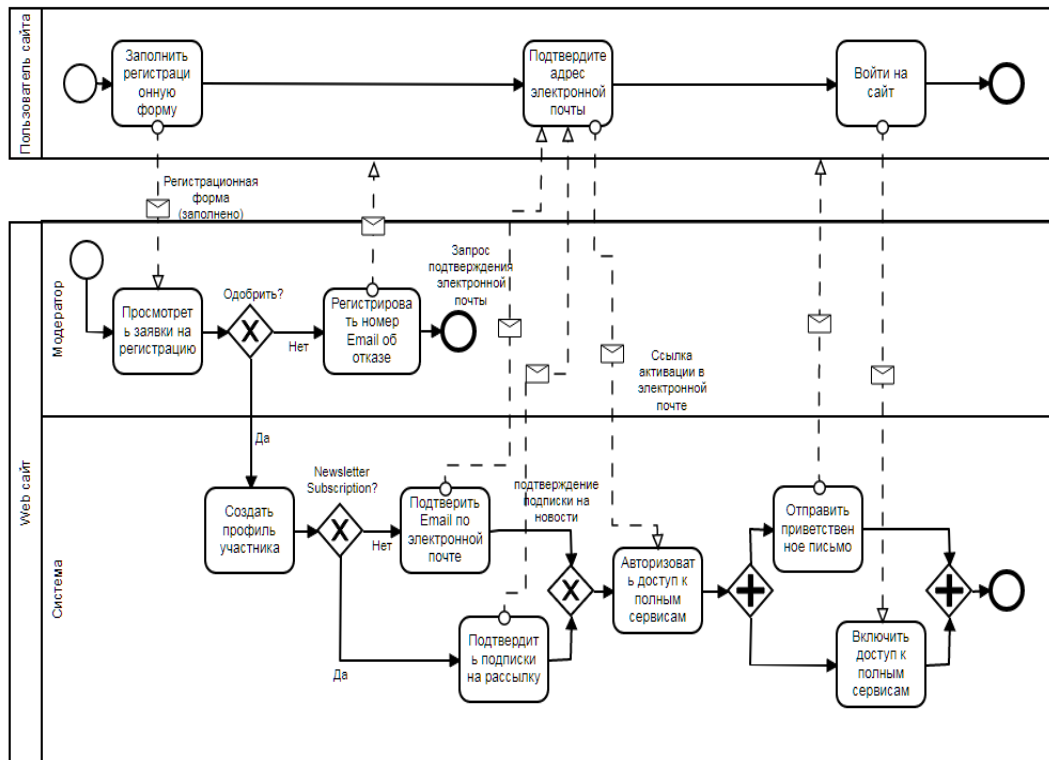 Пользователь сайта
Заполнить
регистраци
онную
форму
Подтвердите
адрес
электронной
почты
Войти на
сайт
Регистрационная
форма
(заполнено)
Web сайт
Модератор
Просмотрет
ь заявки на
регистрацию
Одобрить?
Нет
Регистрирова
ть номер
Email об
отказе
Запрос
подтверждения
электронной
почты
Ссылка
активации в
электронной
почте
Да
Система
Создать
профиль
участника
Newsletter
Subscription?
Нет
Подтверить
Email по
электронной
почте
подтверждение
подписки на
новости
Да
Подтвердит
ь подписки
на рассылку
Авторизоват
ь доступ к
полным
сервисам
Отправить
приветствен
ное письмо
Включить
доступ к
полным
сервисам